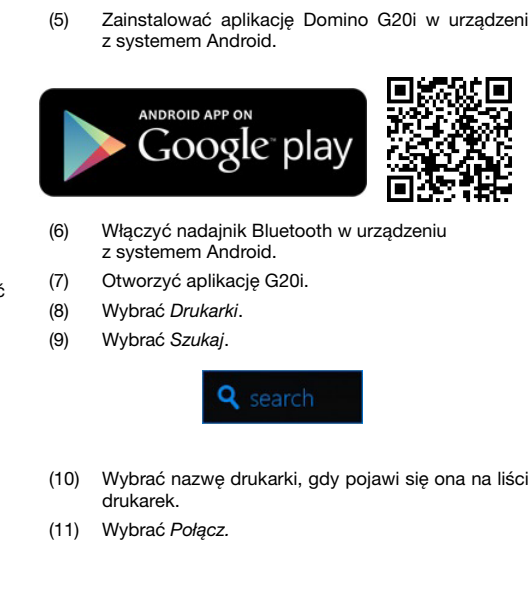 (5) Zainstalować aplikację Domino G20i w urządzeni
z systemem Android.
ANDROID APP ON
Google play
(6) Włączyć nadajnik Bluetooth w urządzeniu
z systemem Android.
ć
(7) Otworzyć aplikację G20i.
(8) Wybrać Drukarki.
(9) Wybrać Szukaj.
search
(10) Wybrać nazwę drukarki, gdy pojawi się ona na liści
drukarek.
(11) Wybrać Połącz.